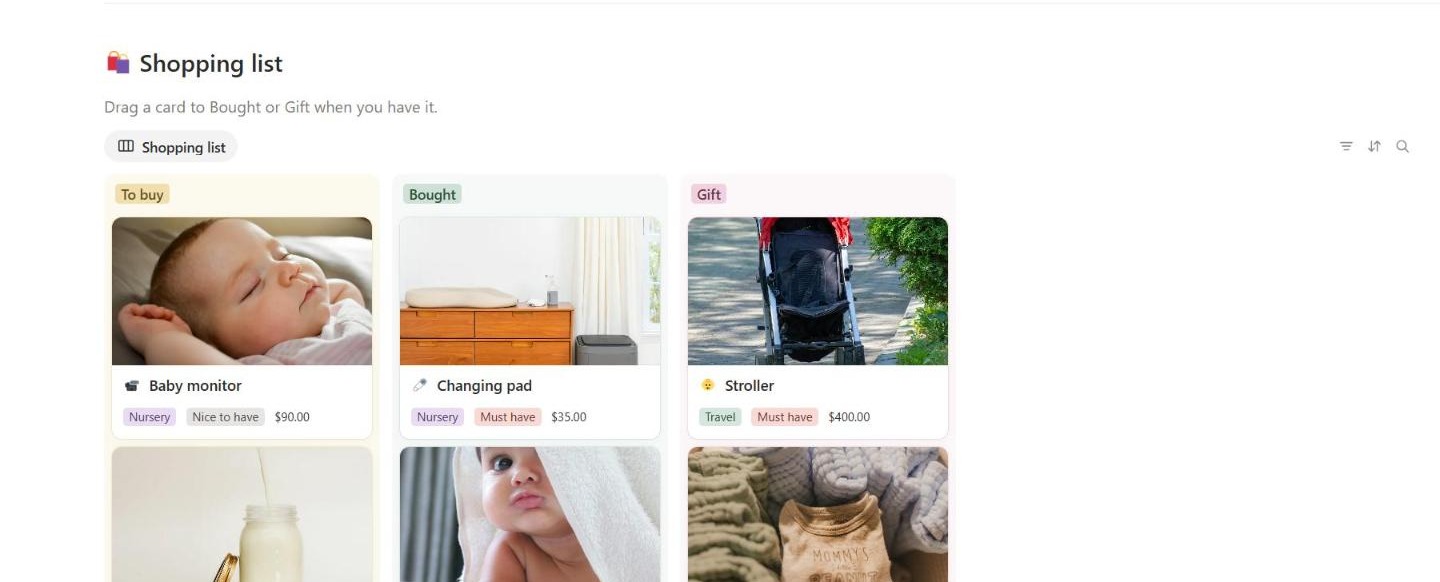 Shopping list
Drag a card to Bought or Gift when you have it.
Shopping list
To buy
Bought
Gift
Baby monitor
Nursery Nice to have $90.00
Changing pad
Nursery Must have $35.00
Stroller
Travel Must have $400.00
MOMMY'S